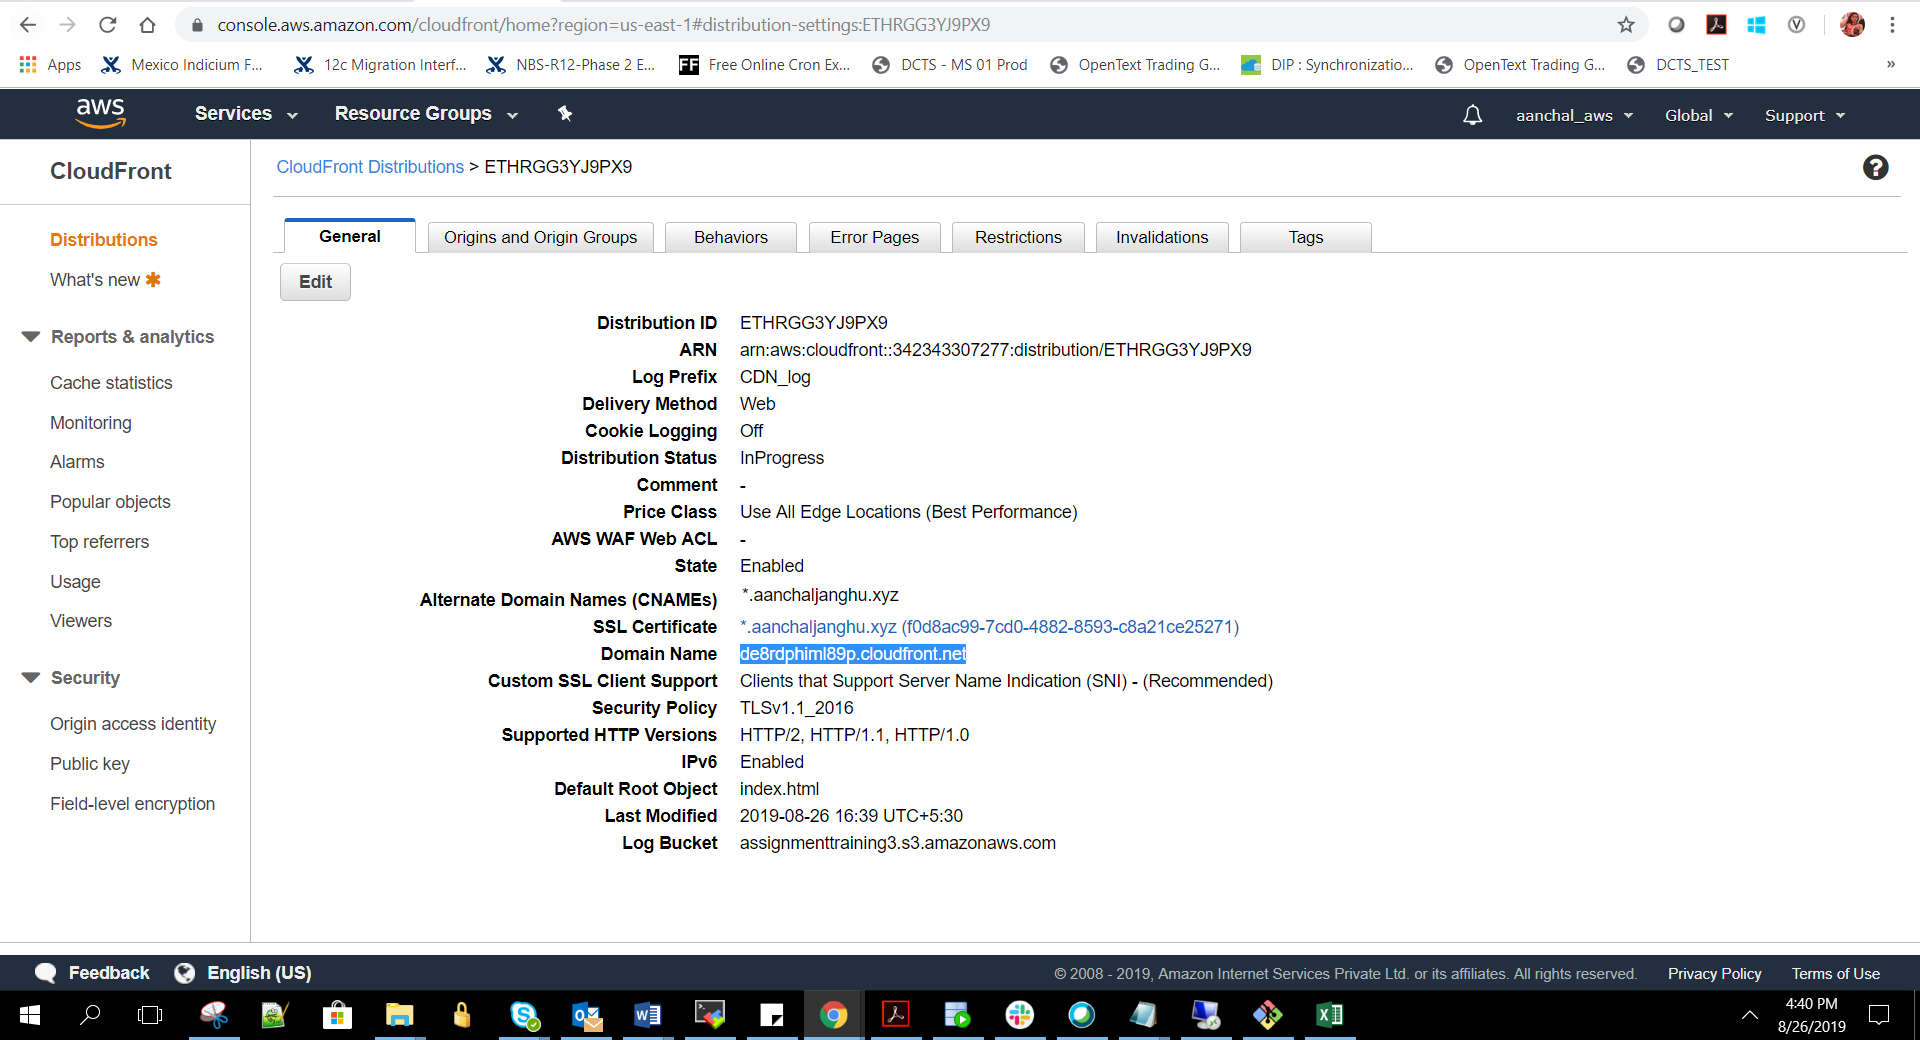 console.aws.amazon.com/cloudfront/home?region=us-east-1#distribution-settings:ETHRGG3YJ9PX9
Apps Mexico Indicium F... 12c Migration Interf... NBS-R12-Phase 2 E... FF Free Online Cron Ex... DCTS - MS 01 Prod OpenText Trading G... DIP : Synchronizatio... OpenText Trading G... DCTS_TEST »
aws Services Resource Groups aanchal_aws Global Support
CloudFront
Distributions
What's new
Reports & analytics
Cache statistics
Monitoring
Alarms
Popular objects
Top referrers
Usage
Viewers
Security
Origin access identity
Public key
Field-level encryption
CloudFront Distributions > ETHRGG3YJ9PX9
General Origins and Origin Groups Behaviors Error Pages Restrictions Invalidations Tags
Edit
Distribution ID ETHRGG3YJ9PX9
ARN arn:aws:cloudfront::342343307277:distribution/ETHRGG3YJ9PX9
Log Prefix CDN_log
Delivery Method Web
Cookie Logging Off
Distribution Status InProgress
Comment -
Price Class Use All Edge Locations (Best Performance)
AWS WAF Web ACL -
State Enabled
Alternate Domain Names (CNAMEs) *.aanchaljanghu.xyz
SSL Certificate *.aanchaljanghu.xyz (f0d8ac99-7cd0-4882-8593-c8a21ce25271)
Domain Name de8rdphiml89p.cloudfront.net
Custom SSL Client Support Clients that Support Server Name Indication (SNI) - (Recommended)
Security Policy TLSv1.1_2016
Supported HTTP Versions HTTP/2, HTTP/1.1, HTTP/1.0
IPv6 Enabled
Default Root Object index.html
Last Modified 2019-08-26 16:39 UTC+5:30
Log Bucket assignmenttraining3.s3.amazonaws.com
Feedback English (US) © 2008 - 2019, Amazon Internet Services Private Ltd. or its affiliates. All rights reserved. Privacy Policy Terms of Use
4:40 PM
8/26/2019